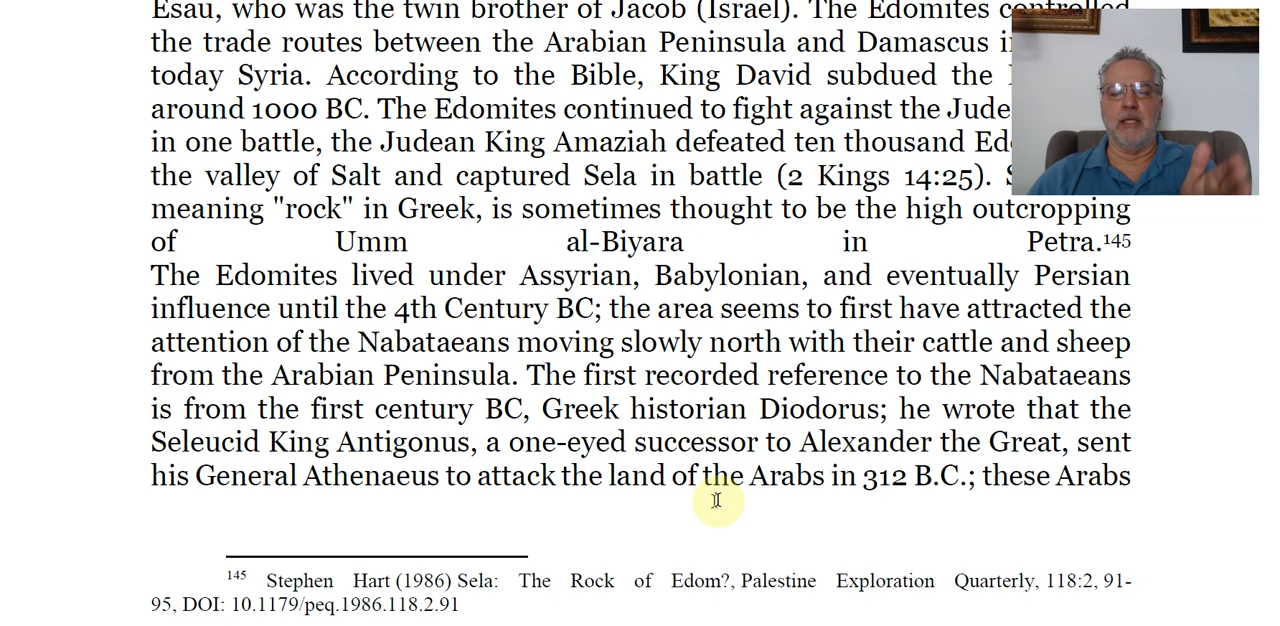 Esau, who was the twin brother of Jacob (Israel). The Edomites controlled
the trade routes between the Arabian Peninsula and Damascus
today Syria. According to the Bible, King David subdued the
around 1000 BC. The Edomites continued to fight against the
in one battle, the Judean King Amaziah defeated ten thousand
the valley of Salt and captured Sela in battle (2 Kings 14:25).
meaning "rock" in Greek, is sometimes thought to be the high outcropping
of Umm al-Biyara in Petra.145
The Edomites lived under Assyrian, Babylonian, and eventually Persian
influence until the 4th Century BC; the area seems to first have attracted the
attention of the Nabataeans moving slowly north with their cattle and sheep
from the Arabian Peninsula. The first recorded reference to the Nabataeans
is from the first century BC, Greek historian Diodorus; he wrote that the
Seleucid King Antigonus, a one-eyed successor to Alexander the Great, sent
his General Athenaeus to attack the land of the Arabs in 312 B.C.; these Arabs
145 Stephen Hart (1986) Sela: The Rock of Edom?, Palestine Exploration Quarterly, 118:2, 91-
95, DOI: 10.1179/peq.1986.118.2.91